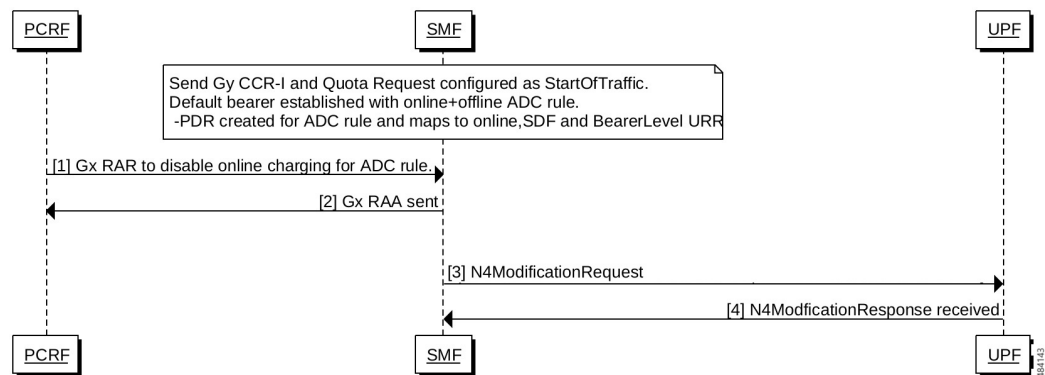 PCRF
SMF
UPF
Send Gy CCR-I and Quota Request configured as StartOfTraffic.
Default bearer established with online+offline ADC rule.
-PDR created for ADC rule and maps to online,SDF and BearerLevel URR
[1] Gx RAR to disable online charging for ADC rule.
[2] Gx RAA sent
[3] N4ModificationRequest
[4] N4ModficationResponse received
PCRF
SMF
UPF
484143